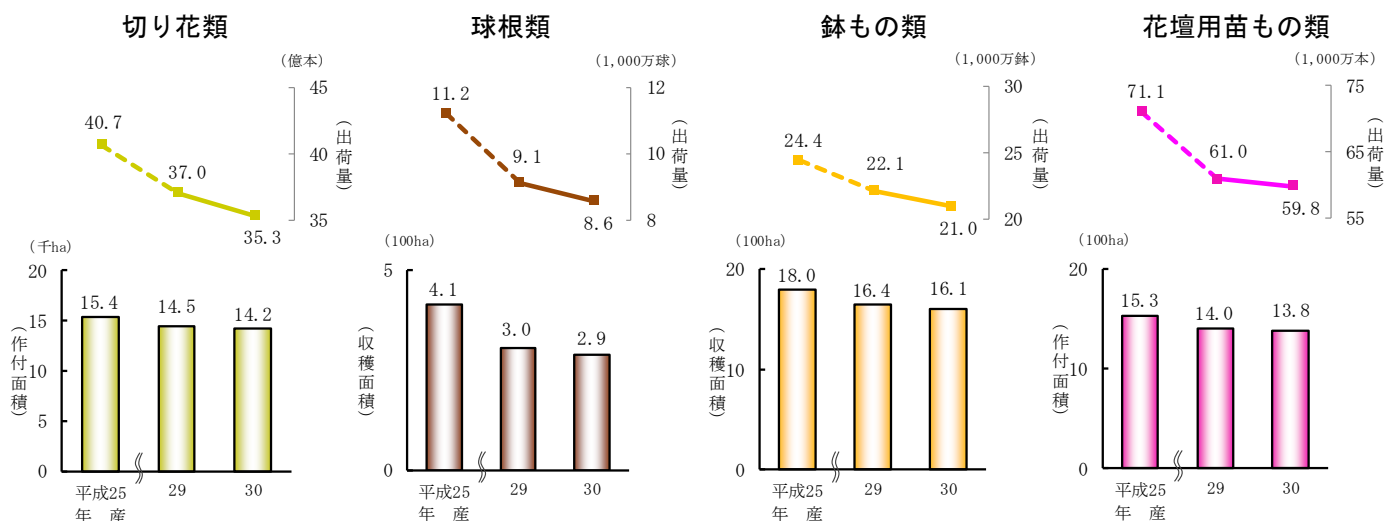 切り花類
(億本)
45
40
35
(出荷量)
40.7
37.0
35.3
(千ha)
20
15
10
5
0
(作付面積)
15.4
14.5
14.2
平成25
年 産
29
30
球根類
(1,000万球)
12
10
8
(出荷量)
11.2
9.1
8.6
(100ha)
5
0
(収穫面積)
4.1
3.0
2.9
平成25
年 産
29
30
鉢もの類
(1,000万鉢)
30
25
20
(出荷量)
24.4
22.1
21.0
(100ha)
20
10
0
(収穫面積)
18.0
16.4
16.1
平成25
年 産
29
30
花壇用苗もの類
(1,000万本)
75
65
55
(出荷量)
71.1
61.0
59.8
(100ha)
20
10
0
(作付面積)
15.3
14.0
13.8
平成25
年 産
29
30